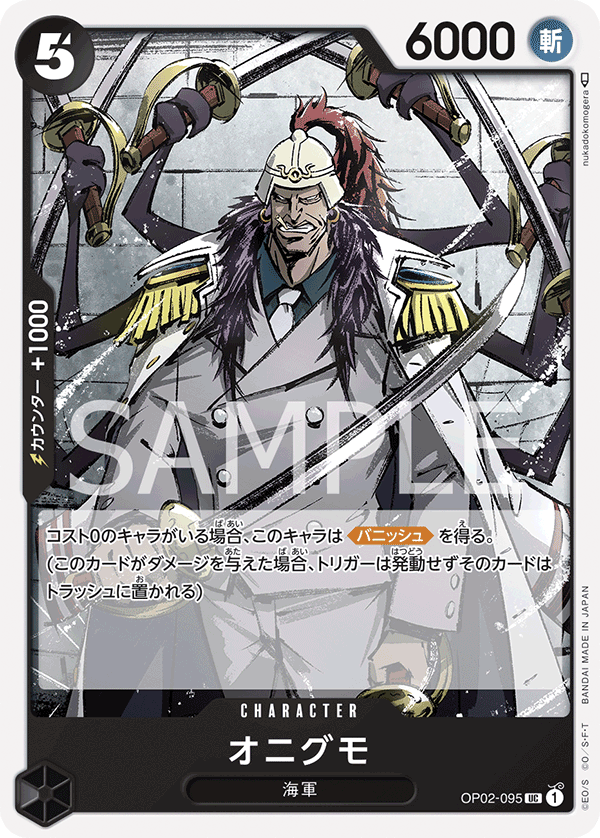 5
6000
斬
nukadokomogera
カウンター +1000
SAMPLE
コスト0のキャラがいる場合、このキャラは バニッシュ を得る。
(このカードがダメージを与えた場合、トリガーは発動せずそのカードは
トラッシュに置かれる)
CHARACTER
オニグモ
海軍
OP02-095 UC 1
©E.O/S ©O/S・F・T BANDAI MADE IN JAPAN